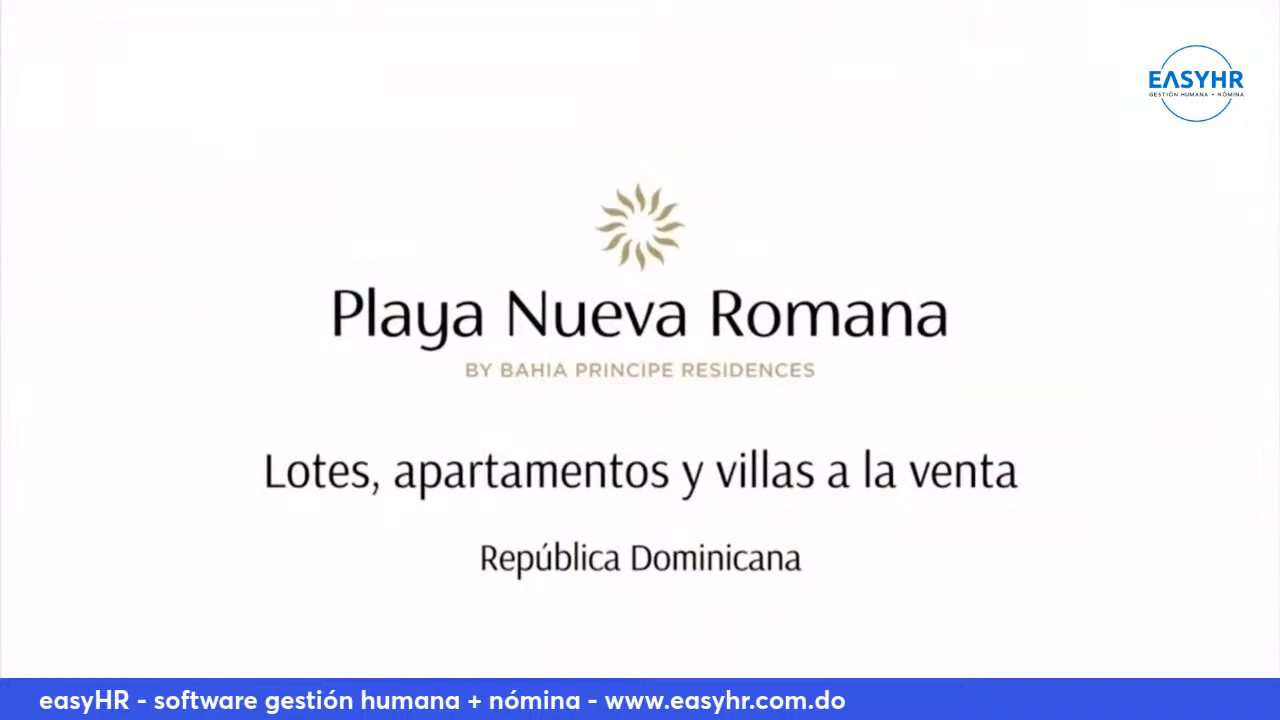 EASYHR
GESTIÓN HUMANA + NÓMINA
Playa Nueva Romana
BY BAHIA PRINCIPE RESIDENCES
Lotes, apartamentos y villas a la venta
República Dominicana
easyHR - software gestión humana + nómina - www.easyhr.com.do